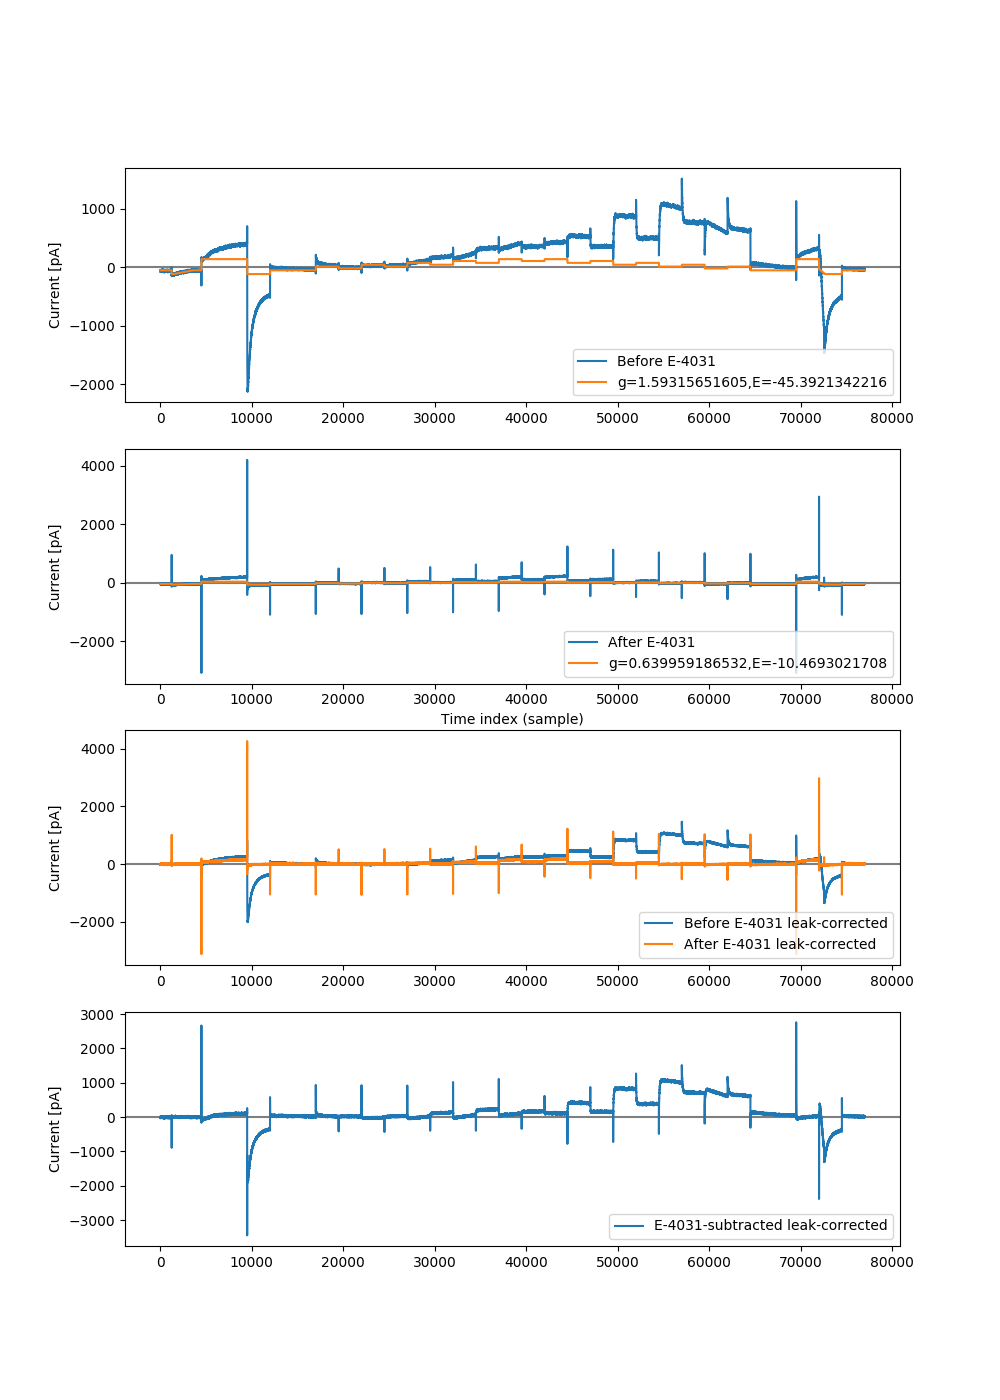 1000
0
−1000
−2000
Current [pA]
Before E-4031
g=1.59315651605,E=-45.3921342216
0 10000 20000 30000 40000 50000 60000 70000 80000
4000
2000
0
−2000
Current [pA]
After E-4031
g=0.639959186532,E=-10.4693021708
0 10000 20000 30000 40000 50000 60000 70000 80000
Time index (sample)
4000
2000
0
−2000
Current [pA]
Before E-4031 leak-corrected
After E-4031 leak-corrected
0 10000 20000 30000 40000 50000 60000 70000 80000
3000
2000
1000
0
−1000
−2000
−3000
Current [pA]
E-4031-subtracted leak-corrected
0 10000 20000 30000 40000 50000 60000 70000 80000